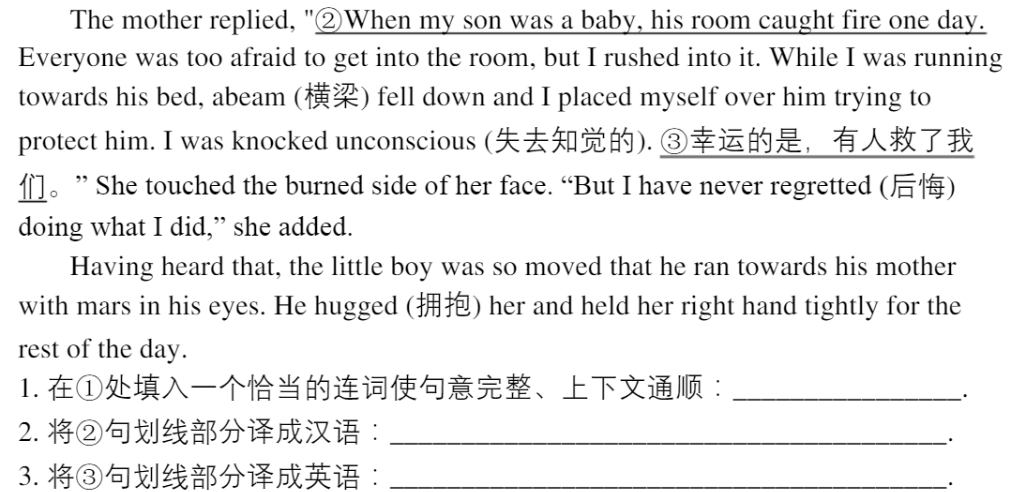 The mother replied, "②When my son was a baby, his room caught fire one day.
Everyone was too afraid to get into the room, but I rushed into it. While I was running
towards his bed, abeam (横梁) fell down and I placed myself over him trying to
protect him. I was knocked unconscious (失去知觉的). ③幸运的是，有人救了我
们。” She touched the burned side of her face. “But I have never regretted (后悔)
doing what I did,” she added.
Having heard that, the little boy was so moved that he ran towards his mother
with mars in his eyes. He hugged (拥抱) her and held her right hand tightly for the
rest of the day.
1. 在①处填入一个恰当的连词使句意完整、上下文通顺：________________.
2. 将②句划线部分译成汉语：_______________________________________.
3. 将③句划线部分译成英语：_______________________________________.